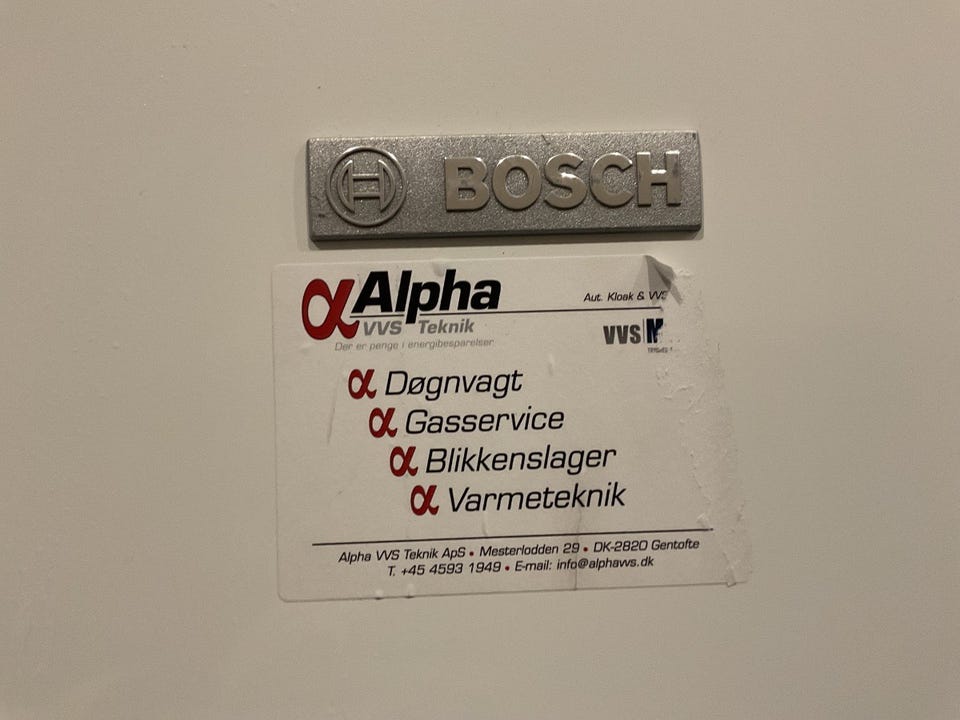 BOSCH
Alpha
Aut. Kloak &
VVS Teknik
VVS
Der er penge i energibesparelser
Døgnvagt
Gasservice
Blikkenslager
Varmeteknik
Alpha VVS Teknik ApS • Mesterlodden 29 • DK-2820 Gentofte
T. +45 4593 1949 • E-mail: info@alphavvs.dk